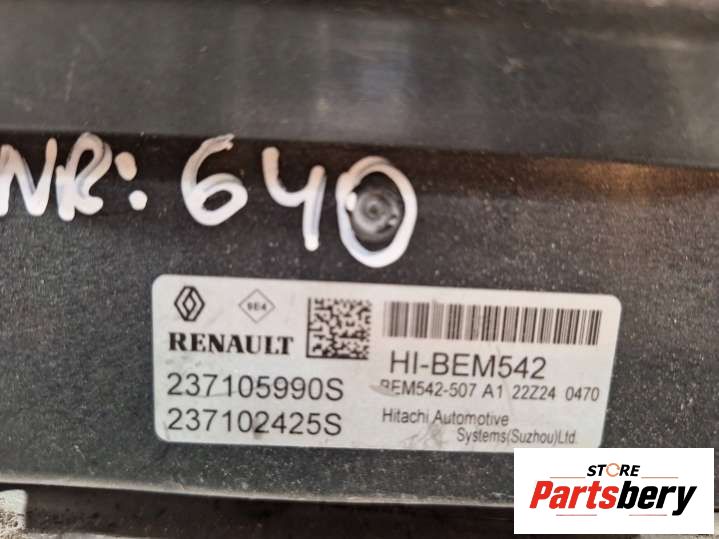 NR: 640
9E4
RENAULT
HI-BEM542
237105990S
BEM542-507 A1 22Z24 0470
237102425S
Hitachi Automotive
Systems(Suzhou)Ltd.
STORE
Partsbery